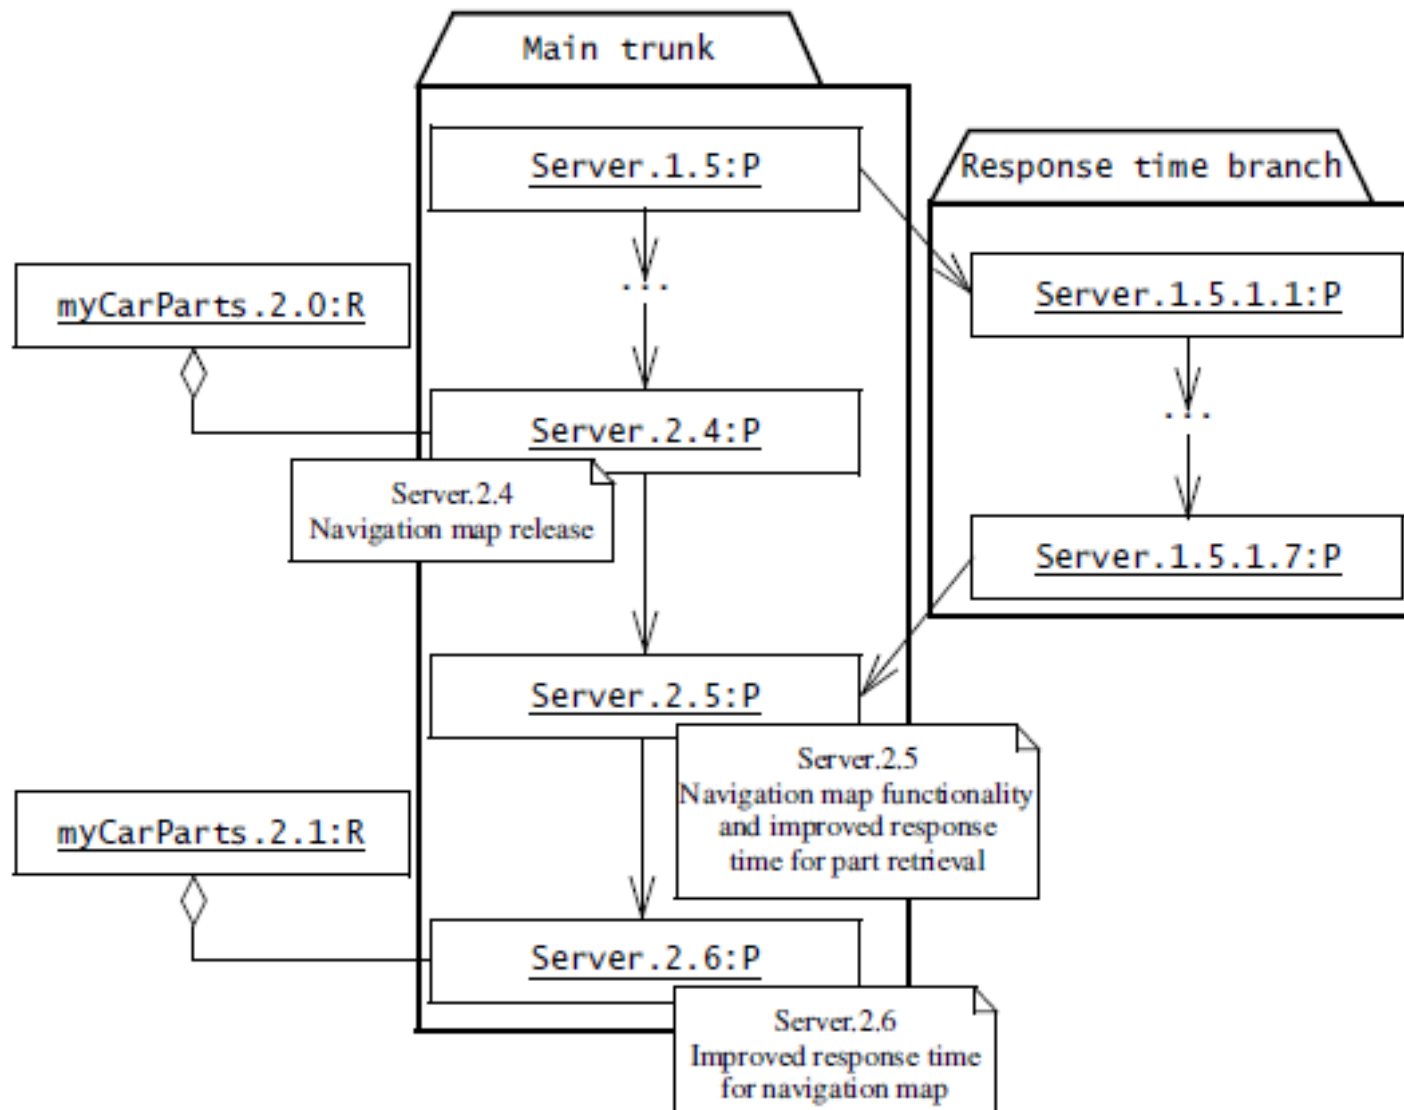 Main trunk
Server.1.5:P
Response time branch
...
myCarParts.2.0:R
Server.1.5.1.1:P
Server.2.4:P
...
Server.2.4
Navigation map release
Server.1.5.1.7:P
Server.2.5:P
Server.2.5
Navigation map functionality
and improved response
time for part retrieval
myCarParts.2.1:R
Server.2.6:P
Server.2.6
Improved response time
for navigation map